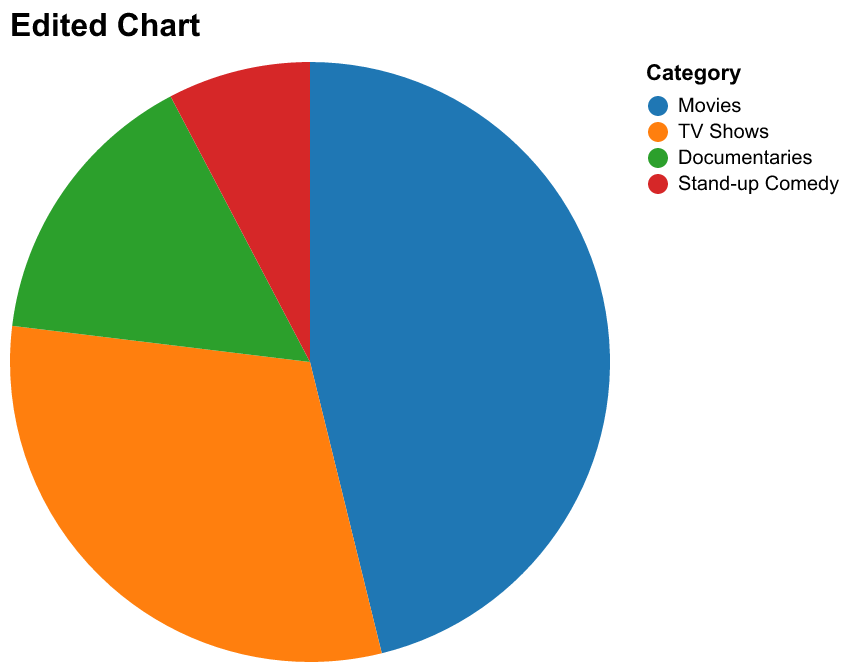 Edited Chart
Category
Movies
TV Shows
Documentaries
Stand-up Comedy